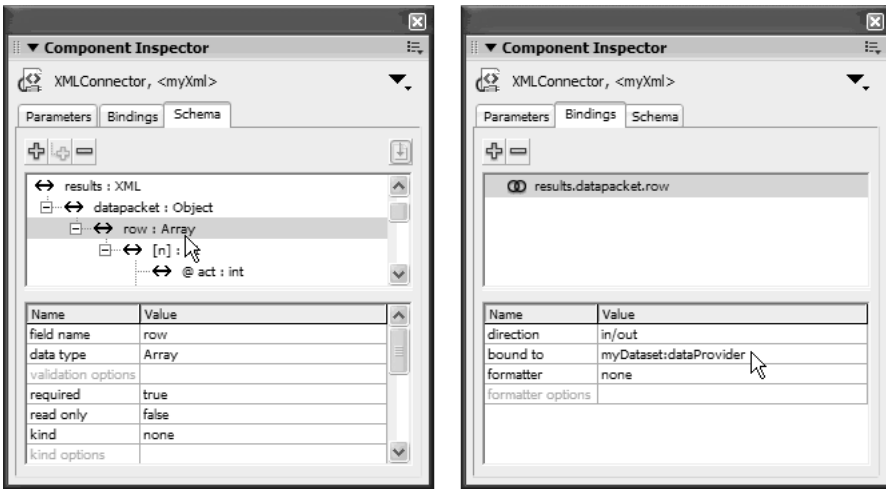 Component Inspector
XMLConnector, <myXml>
Parameters Bindings Schema
results : XML
datapacket : Object
row : Array
[n] :
@ act : int
Name Value
field name row
data type Array
validation options
required true
read only false
kind none
kind options
Component Inspector
XMLConnector, <myXml>
Parameters Bindings Schema
results.datapacket.row
Name Value
direction in/out
bound to myDataset:dataProvider
formatter none
formatter options